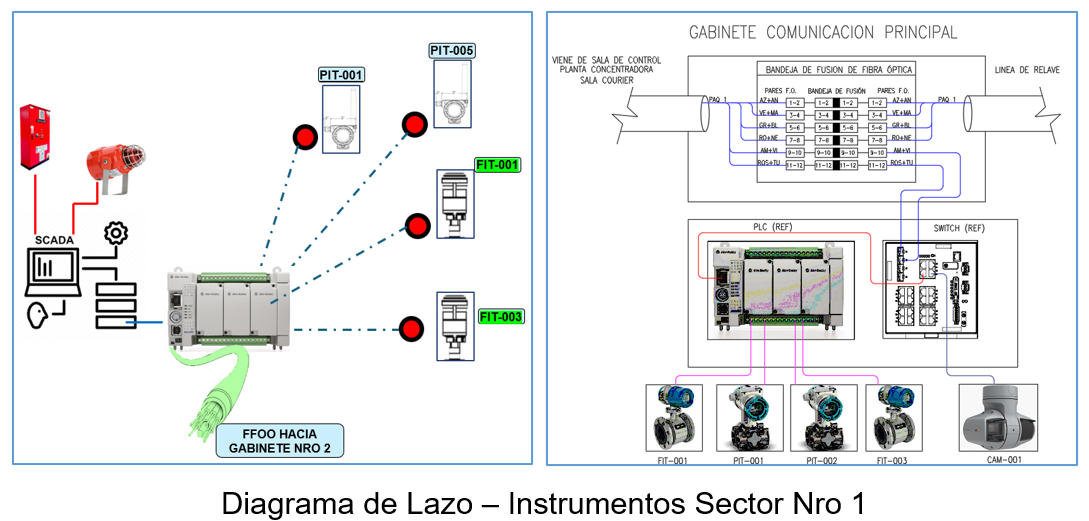 PIT-005
PIT-001
FIT-001
SCADA
FIT-003
FFOO HACIA
GABINETE NRO 2
GABINETE COMUNICACION PRINCIPAL
VIENE DE SALA DE CONTROL
PLANTA CONCENTRADORA
SALA COURIER
BANDEJA DE FUSION DE FIBRA ÓPTICA
LINEA DE RELAVE
PARES F.O. BANDEJA DE FUSIÓN PARES F.O.
PAQ 1 AZ+AN 1-2 1-2 1-2 1-2 AZ+AN PAQ 1
VE+MA 3-4 3-4 3-4 3-4 VE+MA
GR+BL 5-6 5-6 5-6 5-6 GR+BL
RO+NE 7-8 7-8 7-8 7-8 RO+NE
AM+VI 9-10 9-10 9-10 9-10 AM+VI
ROS+TU 11-12 11-12 11-12 11-12 ROS+TU
PLC (REF) SWITCH (REF)
FIT-001 PIT-001 PIT-002 FIT-003 CAM-001
Diagrama de Lazo – Instrumentos Sector Nro 1